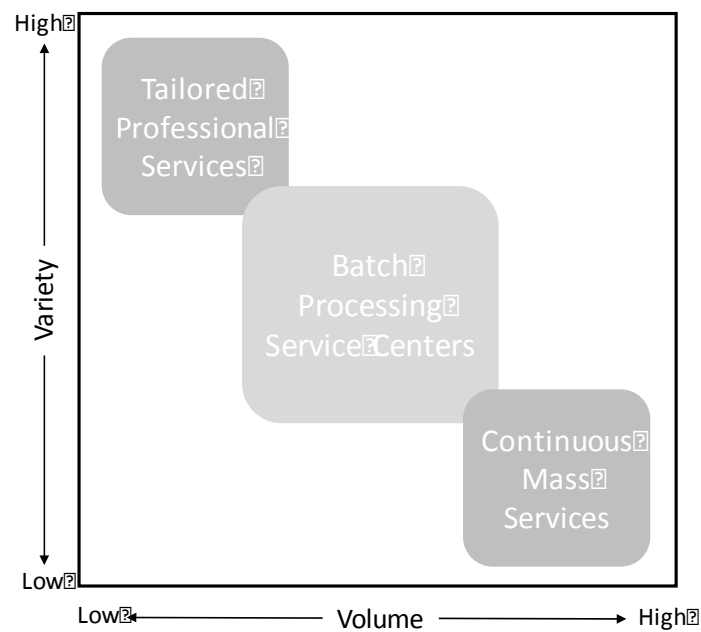 High
Tailored
Professional
Services
Batch
Processing
Service Centers
Variety
Continuous
Mass
Services
Low
Low
Volume
High